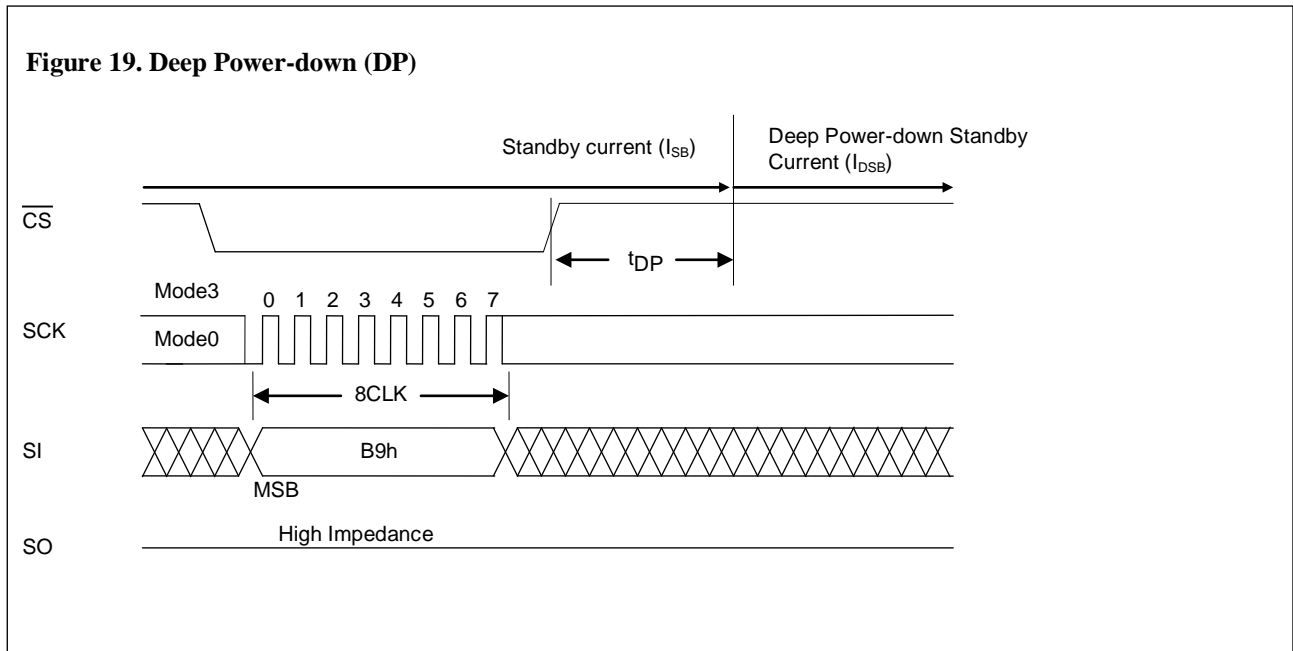 Figure 19. Deep Power-down (DP)
Standby current (ISB)
Deep Power-down Standby
Current (IDSB)
CS
tDP
Mode3
0 1 2 3 4 5 6 7
SCK
Mode0
8CLK
SI
B9h
MSB
High Impedance
SO